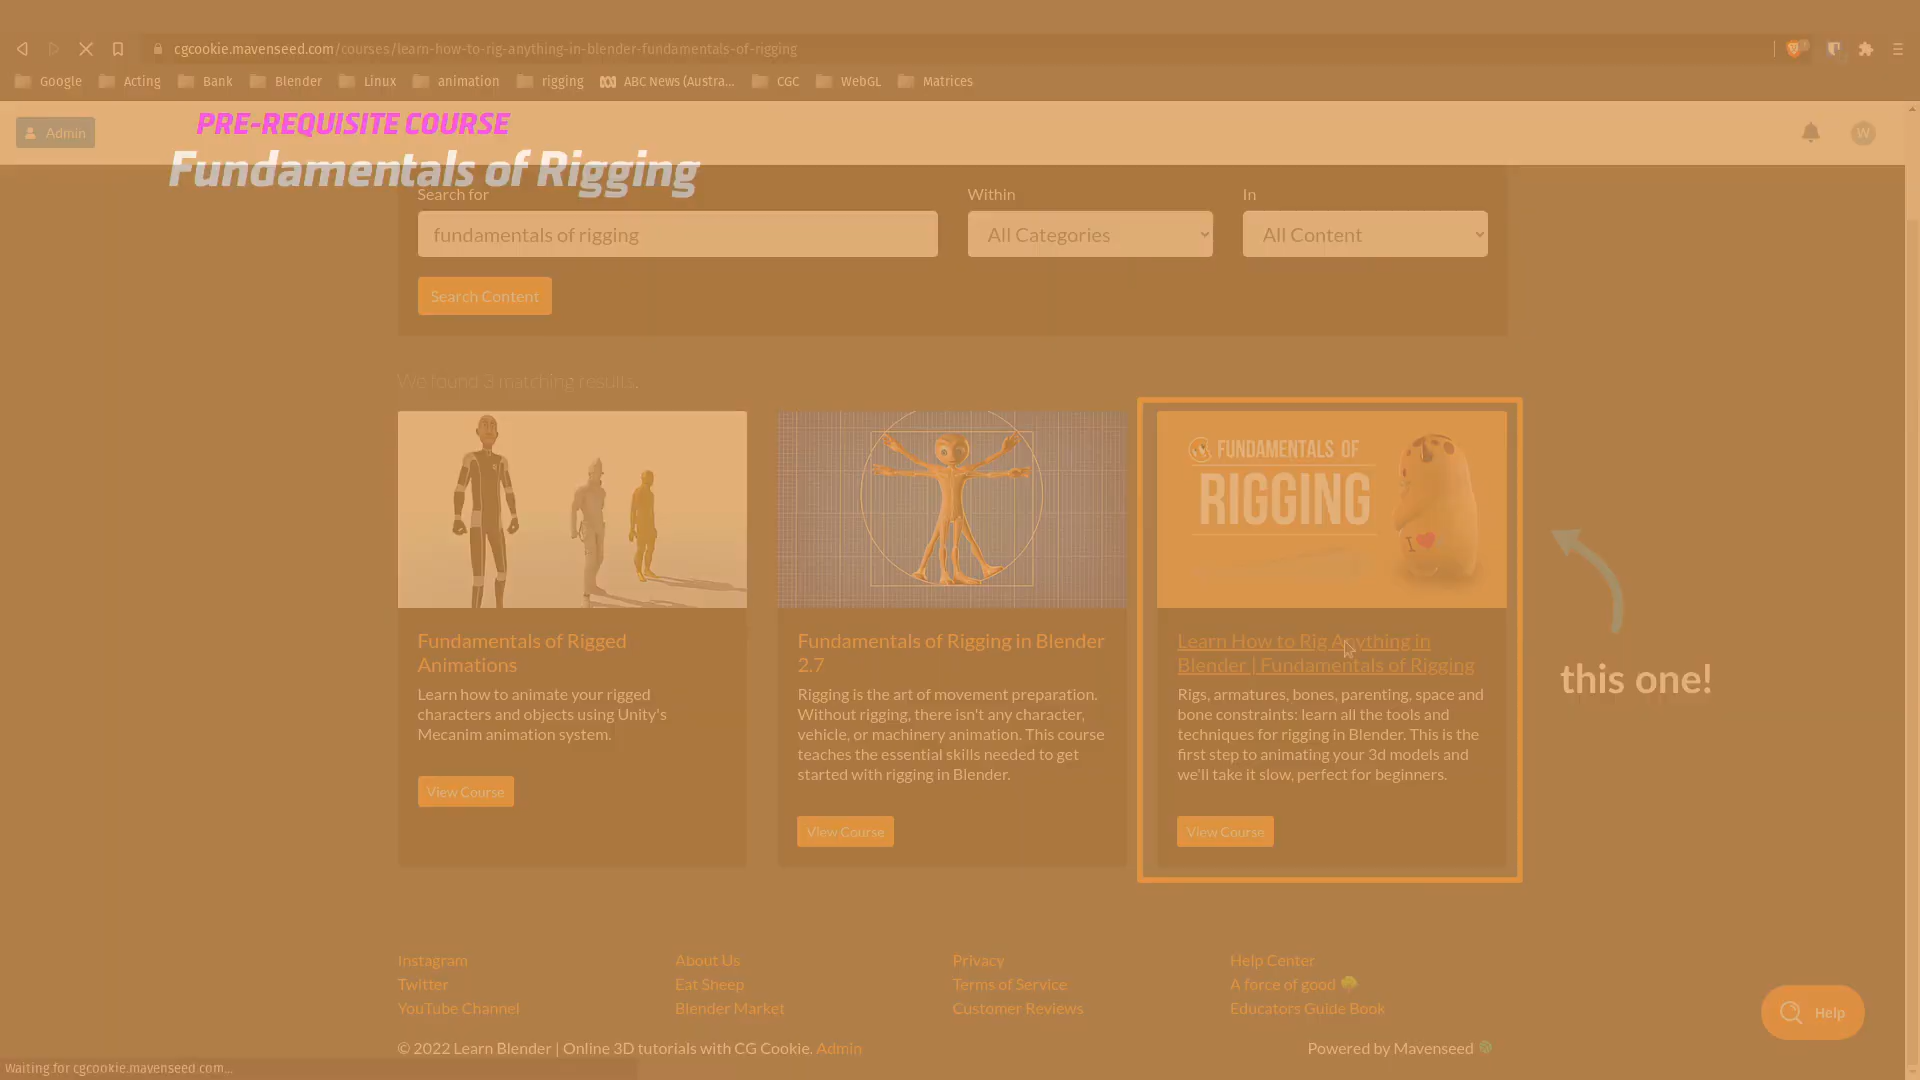 cgcookie.mavenseed.com/courses/learn-how-to-rig-anything-in-blender-fundamentals-of-rigging
Google Acting Bank Blender Linux animation rigging ABC News (Austra... CGC WebGL Matrices
Admin
W
PRE-REQUISITE COURSE
Fundamentals of Rigging
Search for
Within
In
fundamentals of rigging
All Categories
All Content
Search Content
We found 3 matching results.
FUNDAMENTALS OF
RIGGING
I
Fundamentals of Rigged
Animations
Learn how to animate your rigged
characters and objects using Unity's
Mecanim animation system.
View Course
Fundamentals of Rigging in Blender
2.7
Rigging is the art of movement preparation.
Without rigging, there isn't any character,
vehicle, or machinery animation. This course
teaches the essential skills needed to get
started with rigging in Blender.
View Course
Learn How to Rig Anything in
Blender | Fundamentals of Rigging
Rigs, armatures, bones, parenting, space and
bone constraints: learn all the tools and
techniques for rigging in Blender. This is the
first step to animating your 3d models and
we'll take it slow, perfect for beginners.
View Course
this one!
Instagram
Twitter
YouTube Channel
About Us
Eat Sheep
Blender Market
Privacy
Terms of Service
Customer Reviews
Help Center
A force of good
Educators Guide Book
Help
© 2022 Learn Blender | Online 3D tutorials with CG Cookie. Admin
Powered by Mavenseed
Waiting for cgcookie.mavenseed.com...